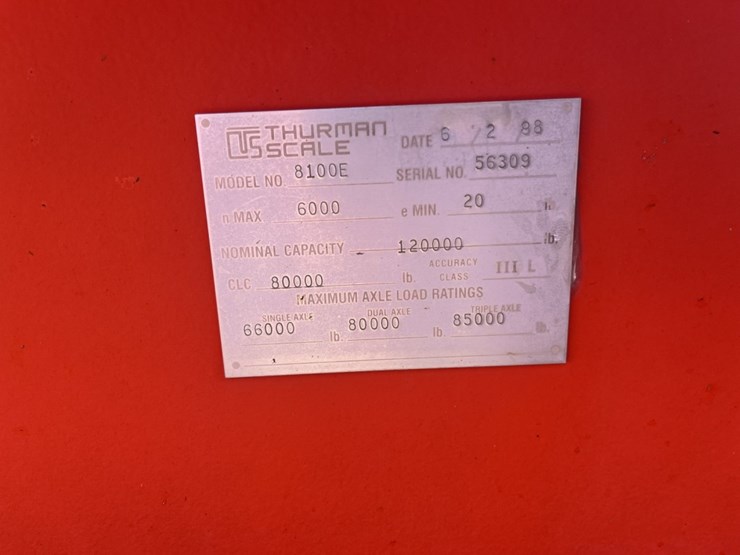 TS THURMAN SCALE
DATE 6 / 2 / 98
MODEL NO. 8100E
SERIAL NO. 56309
n MAX 6000
e MIN. 20 lb.
NOMINAL CAPACITY 120000 lb.
CLC 80000 lb.
ACCURACY CLASS III L
MAXIMUM AXLE LOAD RATINGS
SINGLE AXLE 66000 lb.
DUAL AXLE 80000 lb.
TRIPLE AXLE 85000 lb.